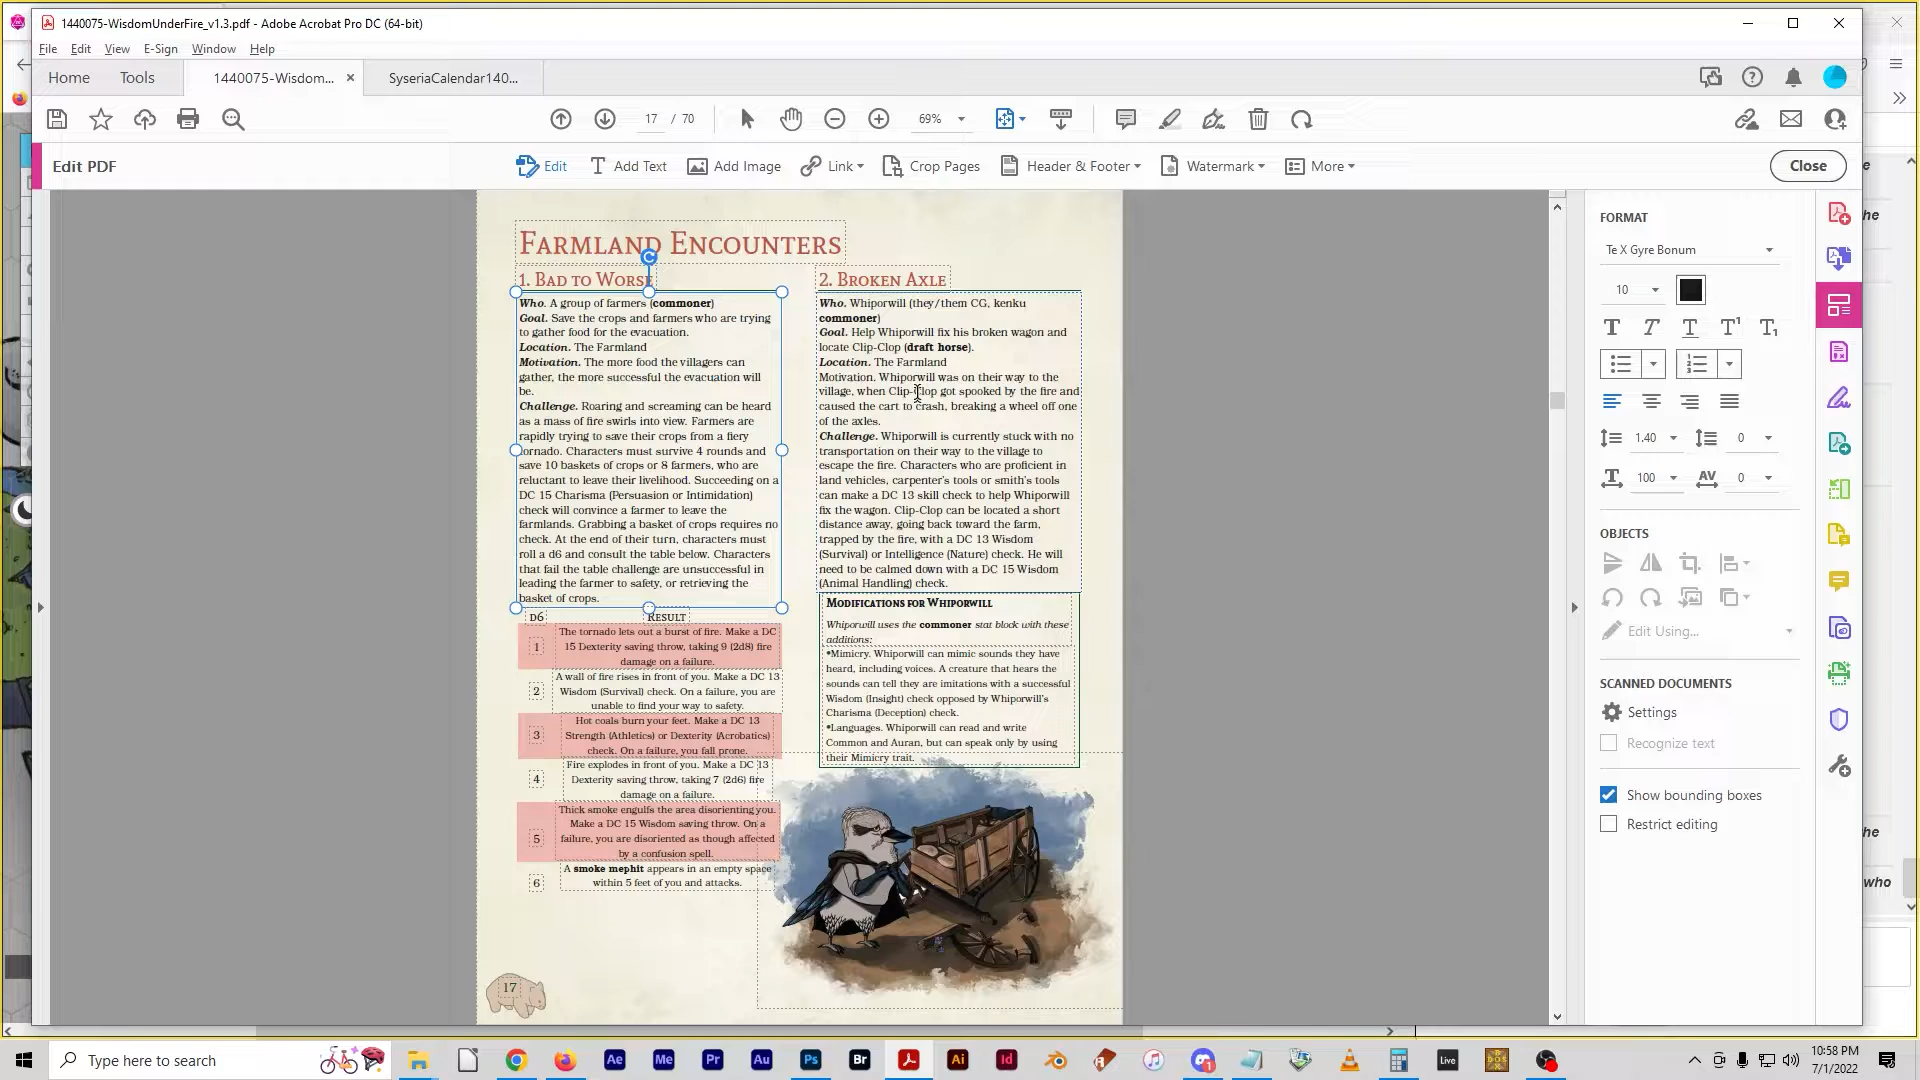 1440075-WisdomUnderFire_v1.3.pdf - Adobe Acrobat Pro DC (64-bit)
File Edit View E-Sign Window Help
Home Tools 1440075-Wisdom... × SyseriaCalendar140...
17 / 70 69%
Edit PDF Edit Add Text Add Image Link Crop Pages Header & Footer Watermark More Close
Farmland Encounters
1. Bad to Worse
Who. A group of farmers (commoner)
Goal. Save the crops and farmers who are trying
to gather food for the evacuation.
Location. The Farmland
Motivation. The more food the villagers can
gather, the more successful the evacuation will
be.
Challenge. Roaring and screaming can be heard
as a mass of fire swirls into view. Farmers are
rapidly trying to save their crops from a fiery
tornado. Characters must survive 4 rounds and
save 10 baskets of crops or 8 farmers, who are
reluctant to leave their livelihood. Succeeding on a
DC 15 Charisma (Persuasion or Intimidation)
check will convince a farmer to leave the
farmlands. Grabbing a basket of crops requires no
check. At the end of their turn, characters must
roll a d6 and consult the table below. Characters
that fail the table challenge are unsuccessful in
leading the farmer to safety, or retrieving the
basket of crops.
D6 Result
1 The tornado lets out a burst of fire. Make a DC
15 Dexterity saving throw, taking 9 (2d8) fire
damage on a failure.
2 A wall of fire rises in front of you. Make a DC 13
Wisdom (Survival) check. On a failure, you are
unable to find your way to safety.
3 Hot coals burn your feet. Make a DC 13
Strength (Athletics) or Dexterity (Acrobatics)
check. On a failure, you fall prone.
4 Fire explodes in front of you. Make a DC 13
Dexterity saving throw, taking 7 (2d6) fire
damage on a failure.
5 Thick smoke engulfs the area disorienting you.
Make a DC 15 Wisdom saving throw. On a
failure, you are disoriented as though affected
by a confusion spell.
6 A smoke mephit appears in an empty space
within 5 feet of you and attacks.
17
2. Broken Axle
Who. Whiporwill (they/them CG, kenku
commoner)
Goal. Help Whiporwill fix his broken wagon and
locate Clip-Clop (draft horse).
Location. The Farmland
Motivation. Whiporwill was on their way to the
village, when Clip-Clop got spooked by the fire and
caused the cart to crash, breaking a wheel off one
of the axles.
Challenge. Whiporwill is currently stuck with no
transportation on their way to the village to
escape the fire. Characters who are proficient in
land vehicles, carpenter's tools or smith's tools
can make a DC 13 skill check to help Whiporwill
fix the wagon. Clip-Clop can be located a short
distance away, going back toward the farm,
trapped by the fire, with a DC 13 Wisdom
(Survival) or Intelligence (Nature) check. He will
need to be calmed down with a DC 15 Wisdom
(Animal Handling) check.
Modifications for Whiporwill
Whiporwill uses the commoner stat block with these
additions:
•Mimicry. Whiporwill can mimic sounds they have
heard, including voices. A creature that hears the
sounds can tell they are imitations with a successful
Wisdom (Insight) check opposed by Whiporwill's
Charisma (Deception) check.
•Languages. Whiporwill can read and write
Common and Auran, but can speak only by using
their Mimicry trait.
FORMAT
Te X Gyre Bonum
10
1.40 0
100 0
OBJECTS
Edit Using...
SCANNED DOCUMENTS
Settings
Recognize text
Show bounding boxes
Restrict editing
he
he
who
Type here to search
Ae Me Pr Au Ps Br Ai Id Live
10:58 PM
7/1/2022